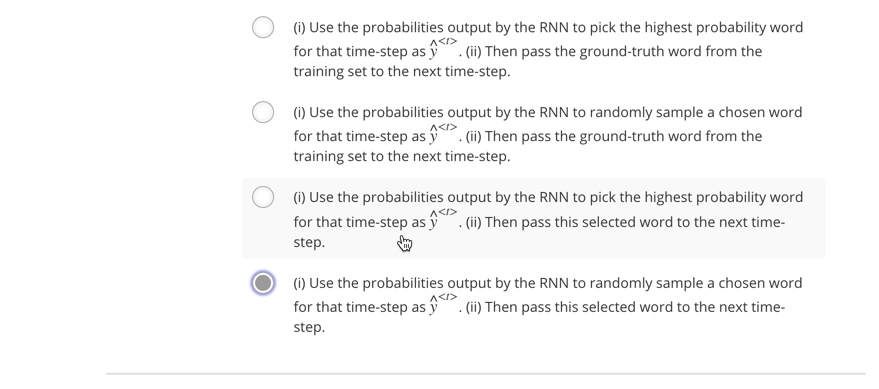 (i) Use the probabilities output by the RNN to pick the highest probability word
for that time-step as ŷ^<t>. (ii) Then pass the ground-truth word from the
training set to the next time-step.
(i) Use the probabilities output by the RNN to randomly sample a chosen word
for that time-step as ŷ^<t>. (ii) Then pass the ground-truth word from the
training set to the next time-step.
(i) Use the probabilities output by the RNN to pick the highest probability word
for that time-step as ŷ^<t>. (ii) Then pass this selected word to the next time-
step.
(i) Use the probabilities output by the RNN to randomly sample a chosen word
for that time-step as ŷ^<t>. (ii) Then pass this selected word to the next time-
step.